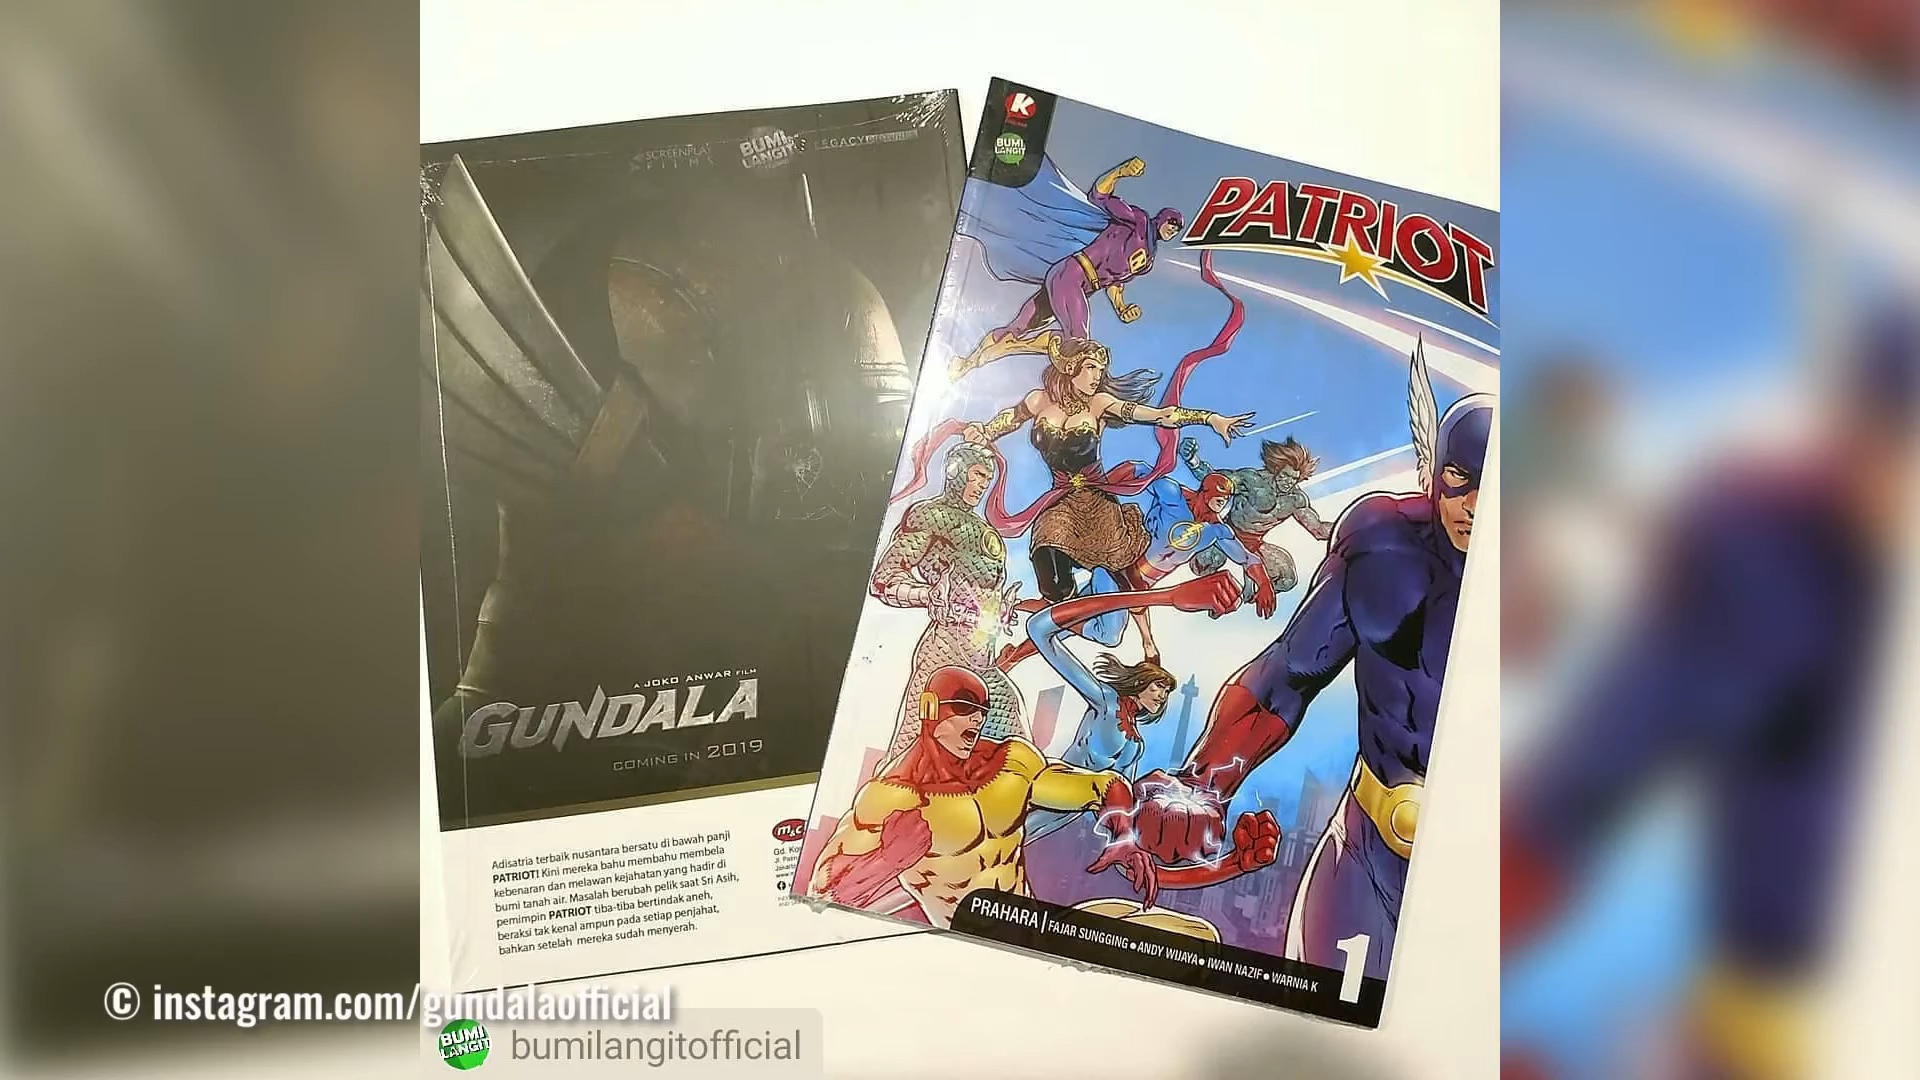 SCREENPLAY
FILMS
BUMI
LANGIT
LEGACY PICTURES
A JOKO ANWAR FILM
GUNDALA
COMING IN 2019
Adisatria terbaik nusantara bersatu di bawah panji
PATRIOT! Kini mereka bahu membahu membela
kebenaran dan melawan kejahatan yang hadir di
bumi tanah air. Masalah berubah pelik saat Sri Asih,
pemimpin PATRIOT tiba-tiba bertindak aneh,
beraksi tak kenal ampun pada setiap penjahat,
bahkan setelah mereka sudah menyerah.
m&c
K
BUMI
LANGIT
PATRIOT
N
PRAHARA | FAJAR SUNGGING • ANDY WIJAYA • IWAN NAZIF • WARNIA K
1
© instagram.com/gundalaofficial
BUMI
LANGIT
bumilangitofficial